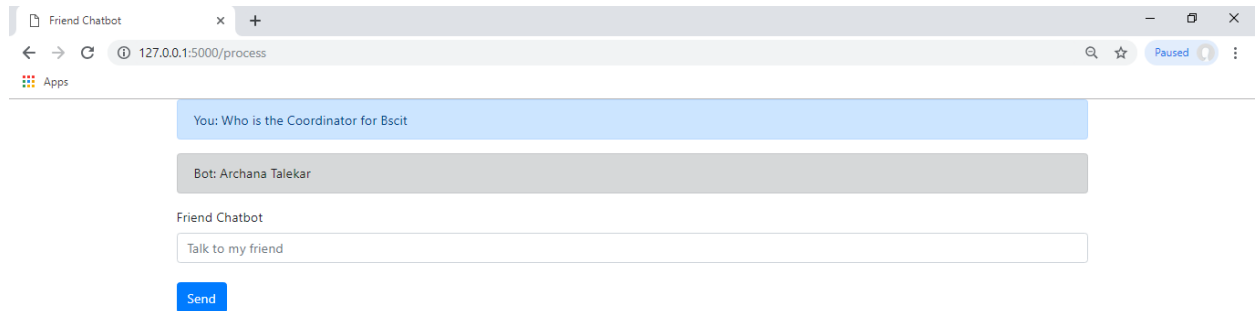 Friend Chatbot
127.0.0.1:5000/process
Paused
Apps
You: Who is the Coordinator for Bscit
Bot: Archana Talekar
Friend Chatbot
Talk to my friend
Send